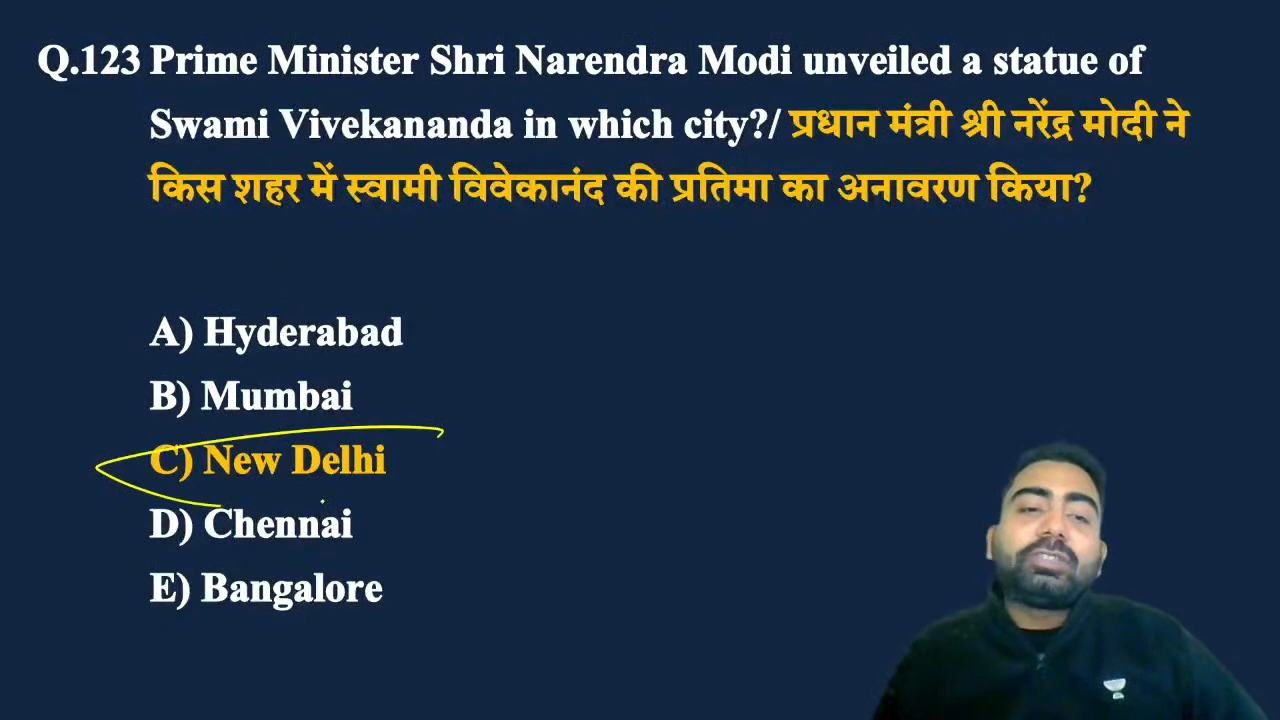 Q.123 Prime Minister Shri Narendra Modi unveiled a statue of
Swami Vivekananda in which city?/ प्रधान मंत्री श्री नरेंद्र मोदी ने
किस शहर में स्वामी विवेकानंद की प्रतिमा का अनावरण किया?
A) Hyderabad
B) Mumbai
C) New Delhi
D) Chennai
E) Bangalore